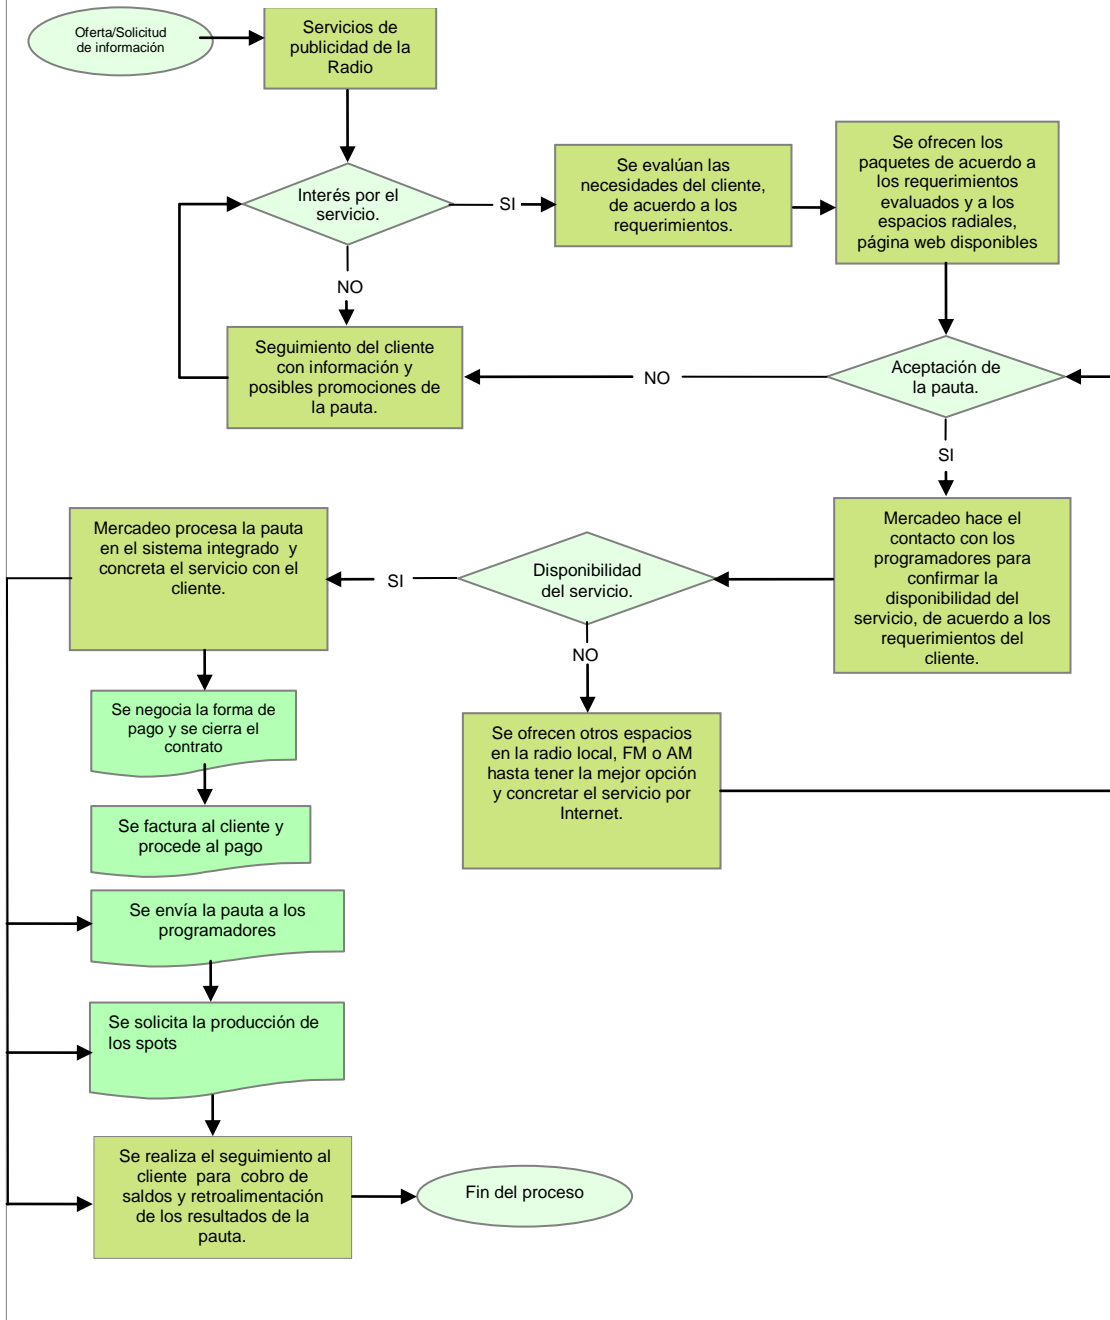 Oferta/Solicitud
de información
Servicios de
publicidad de la
Radio
Interés por el
servicio.
SI
Se evalúan las
necesidades del cliente,
de acuerdo a los
requerimientos.
Se ofrecen los
paquetes de acuerdo a
los requerimientos
evaluados y a los
espacios radiales,
página web disponibles
NO
Seguimiento del cliente
con información y
posibles promociones de
la pauta.
NO
Aceptación de
la pauta.
SI
Mercadeo hace el
contacto con los
programadores para
confirmar la
disponibilidad del
servicio, de acuerdo a los
requerimientos del
cliente.
Disponibilidad
del servicio.
SI
NO
Mercadeo procesa la pauta
en el sistema integrado y
concreta el servicio con el
cliente.
Se ofrecen otros espacios
en la radio local, FM o AM
hasta tener la mejor opción
y concretar el servicio por
Internet.
Se negocia la forma de
pago y se cierra el
contrato
Se factura al cliente y
procede al pago
Se envía la pauta a los
programadores
Se solicita la producción de
los spots
Se realiza el seguimiento al
cliente para cobro de
saldos y retroalimentación
de los resultados de la
pauta.
Fin del proceso